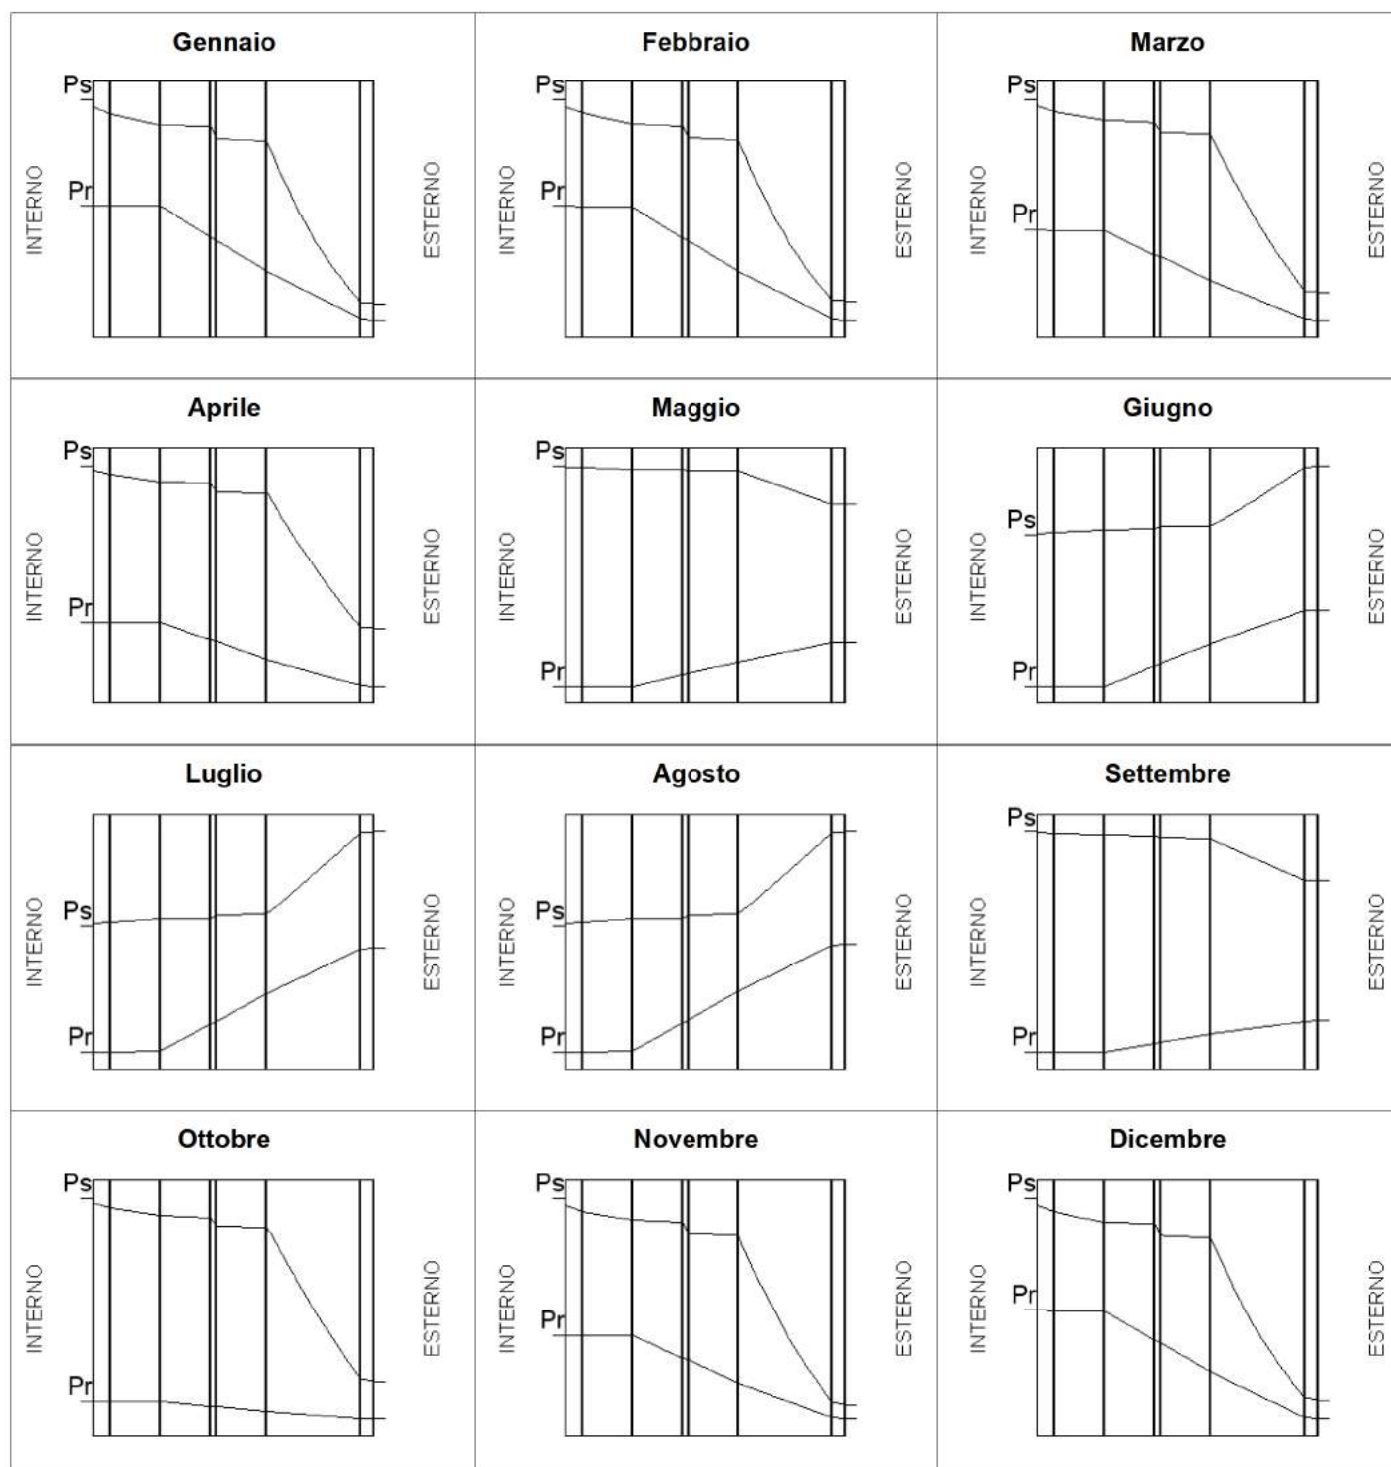 Gennaio
Ps
Pr
INTERNO
ESTERNO
Febbraio
Ps
Pr
INTERNO
ESTERNO
Marzo
Ps
Pr
INTERNO
ESTERNO
Aprile
Ps
Pr
INTERNO
ESTERNO
Maggio
Ps
Pr
INTERNO
ESTERNO
Giugno
Ps
Pr
INTERNO
ESTERNO
Luglio
Ps
Pr
INTERNO
ESTERNO
Agosto
Ps
Pr
INTERNO
ESTERNO
Settembre
Ps
Pr
INTERNO
ESTERNO
Ottobre
Ps
Pr
INTERNO
ESTERNO
Novembre
Ps
Pr
INTERNO
ESTERNO
Dicembre
Ps
Pr
INTERNO
ESTERNO